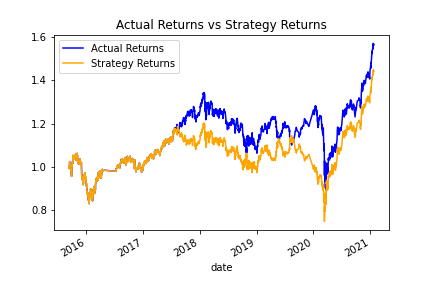 Actual Returns vs Strategy Returns
Actual Returns
Strategy Returns
1.6
1.4
1.2
1.0
0.8
2016
2017
2018
2019
2020
2021
date